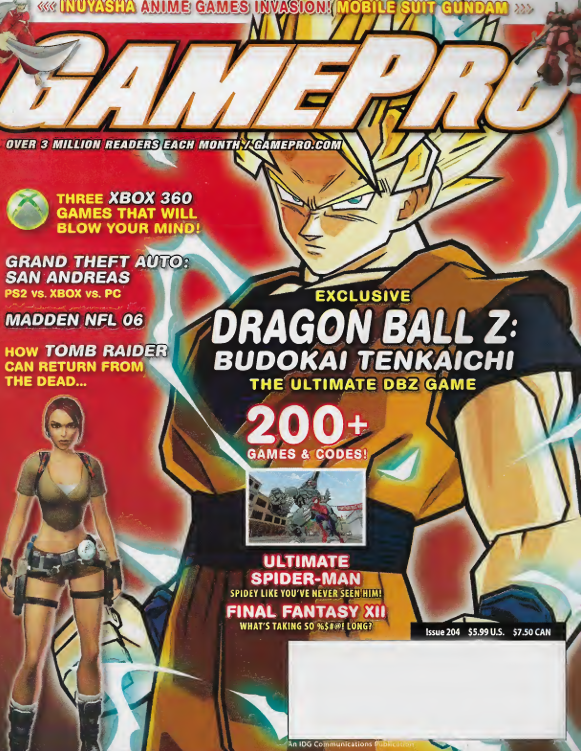 <<< INUYASHA ANIME GAMES INVASION! MOBILE SUIT GUNDAM >>>
GAMEPRO
OVER 3 MILLION READERS EACH MONTH / GAMEPRO.COM
THREE XBOX 360
GAMES THAT WILL
BLOW YOUR MIND!
GRAND THEFT AUTO:
SAN ANDREAS
PS2 vs. XBOX vs. PC
MADDEN NFL 06
HOW TOMB RAIDER
CAN RETURN FROM
THE DEAD...
EXCLUSIVE
DRAGON BALL Z:
BUDOKAI TENKAICHI
THE ULTIMATE DBZ GAME
200+
GAMES & CODES!
ULTIMATE
SPIDER-MAN
SPIDEY LIKE YOU'VE NEVER SEEN HIM!
FINAL FANTASY XII
WHAT'S TAKING SO %$#@! LONG?
Issue 204 $5.99 U.S. $7.50 CAN
An IDG Communications Publication